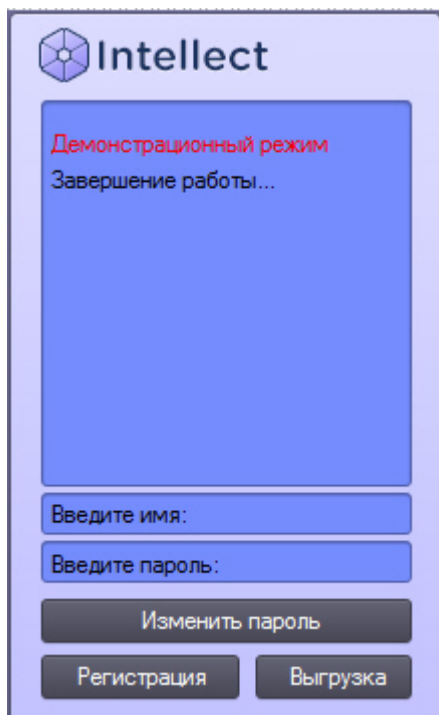 Intellect
Демонстрационный режим
Завершение работы...
Введите имя:
Введите пароль:
Изменить пароль
Регистрация Выгрузка